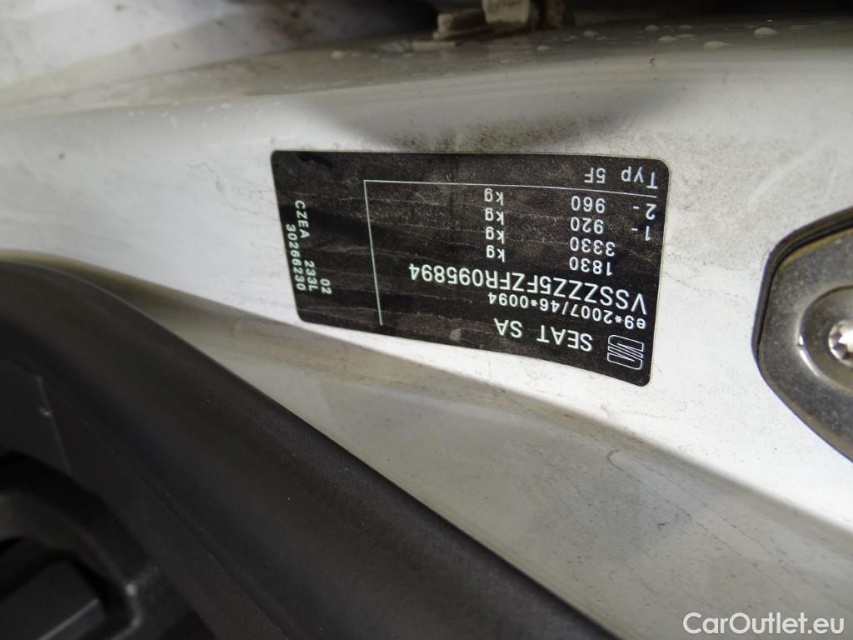 SEAT SA
e9*2007/46*0094
VSSZZZ5FZFR095894
1830 kg
3330 kg
1- 920 kg
2- 960 kg
Typ 5F
02
CZEA 233L
30266230
CarOutlet.eu